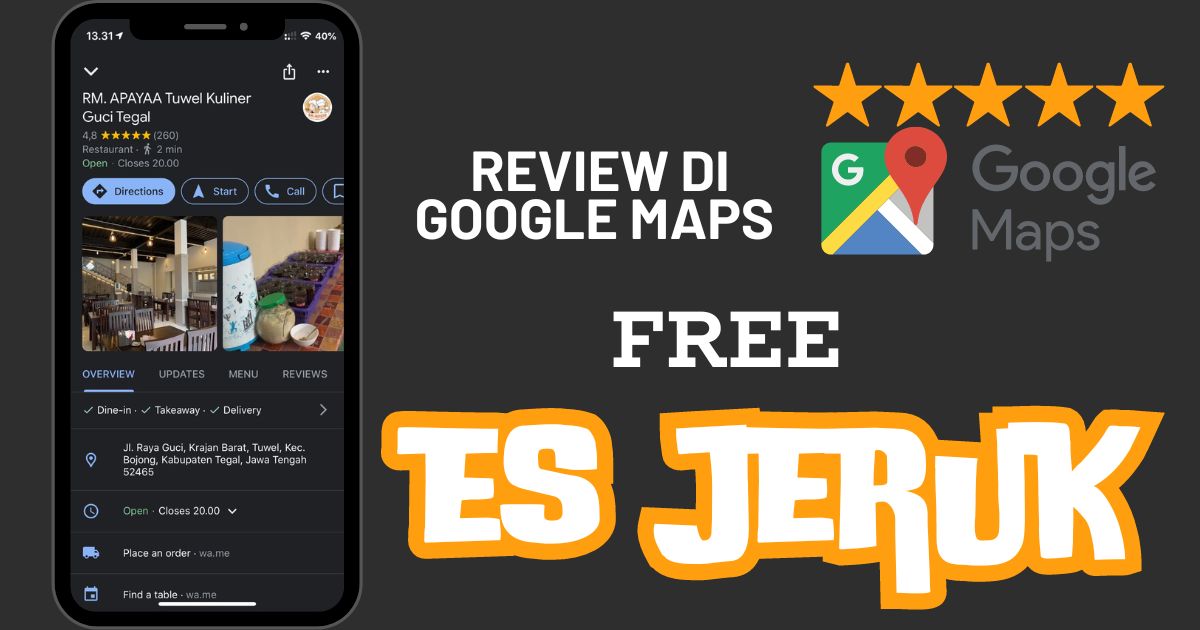 13.31
40%
RM. APAYAA Tuwel Kuliner
Guci Tegal
4,8 ★★★★★ (260)
Restaurant · 2 min
Open · Closes 20.00
Directions
Start
Call
OVERVIEW
UPDATES
MENU
REVIEWS
✓ Dine-in · ✓ Takeaway · ✓ Delivery
Jl. Raya Guci, Krajan Barat, Tuwel, Kec.
Bojong, Kabupaten Tegal, Jawa Tengah
52465
Open · Closes 20.00
Place an order · wa.me
Find a table · wa.me
REVIEW DI
GOOGLE MAPS
G
Google
Maps
FREE
ES JERUK